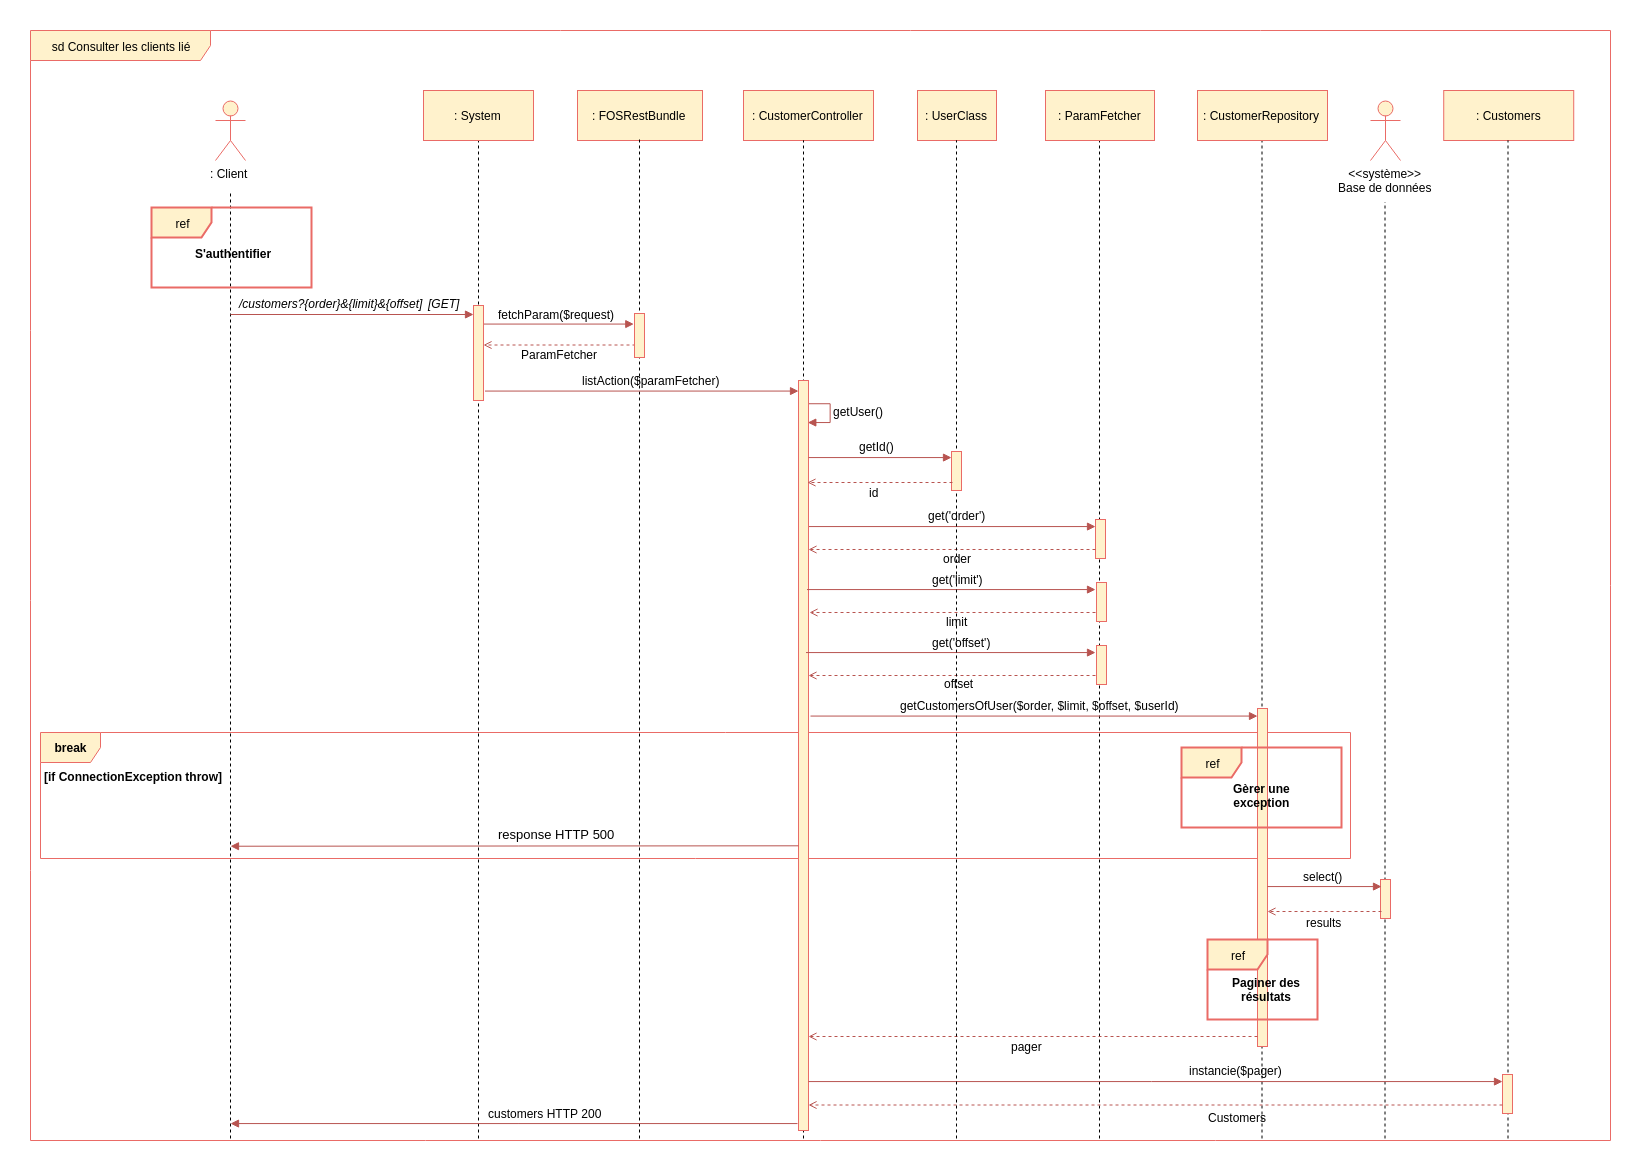 sd Consulter les clients lié
: Client
: System
: FOSRestBundle
: CustomerController
: UserClass
: ParamFetcher
: CustomerRepository
<<système>>
Base de données
: Customers
ref
S'authentifier
/customers?{order}&{limit}&{offset} [GET]
fetchParam($request)
ParamFetcher
listAction($paramFetcher)
getUser()
getId()
id
get('order')
order
get('limit')
limit
get('offset')
offset
getCustomersOfUser($order, $limit, $offset, $userId)
break
[if ConnectionException throw]
ref
Gèrer une
exception
response HTTP 500
select()
results
ref
Paginer des
résultats
pager
instancie($pager)
Customers
customers HTTP 200